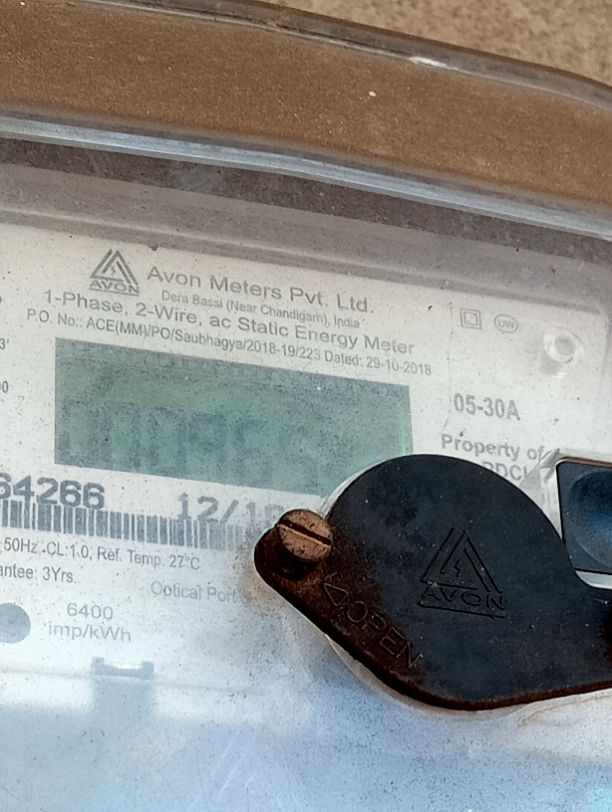 AVON
Avon Meters Pvt. Ltd.
Dera Bassi (Near Chandigarh), India
1-Phase, 2-Wire, ac Static Energy Meter
P.O. No.: ACE(MM)/PO/Saubhagya/2018-19/223 Dated: 29-10-2018
05-30A
Property of
64266
12/18
50Hz .CL:1.0, Ref. Temp. 27°C
antee: 3Yrs.
Optical Port
6400
imp/kWh
AVON
OPEN